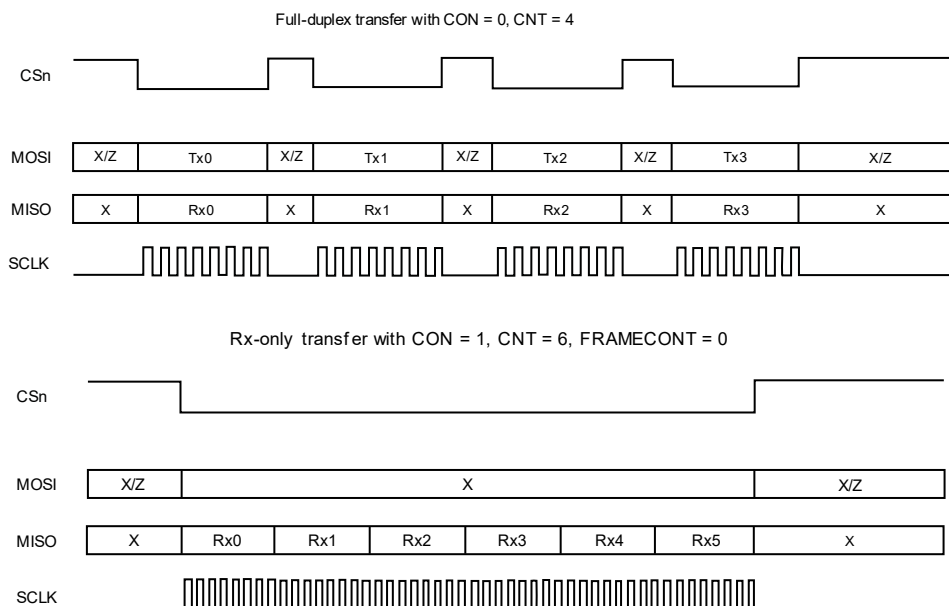 Full-duplex transfer with CON = 0, CNT = 4
CSn
MOSI X/Z Tx0 X/Z Tx1 X/Z Tx2 X/Z Tx3 X/Z
MISO X Rx0 X Rx1 X Rx2 X Rx3 X
SCLK
Rx-only transfer with CON = 1, CNT = 6, FRAMECONT = 0
CSn
MOSI X/Z X X/Z
MISO X Rx0 Rx1 Rx2 Rx3 Rx4 Rx5 X
SCLK